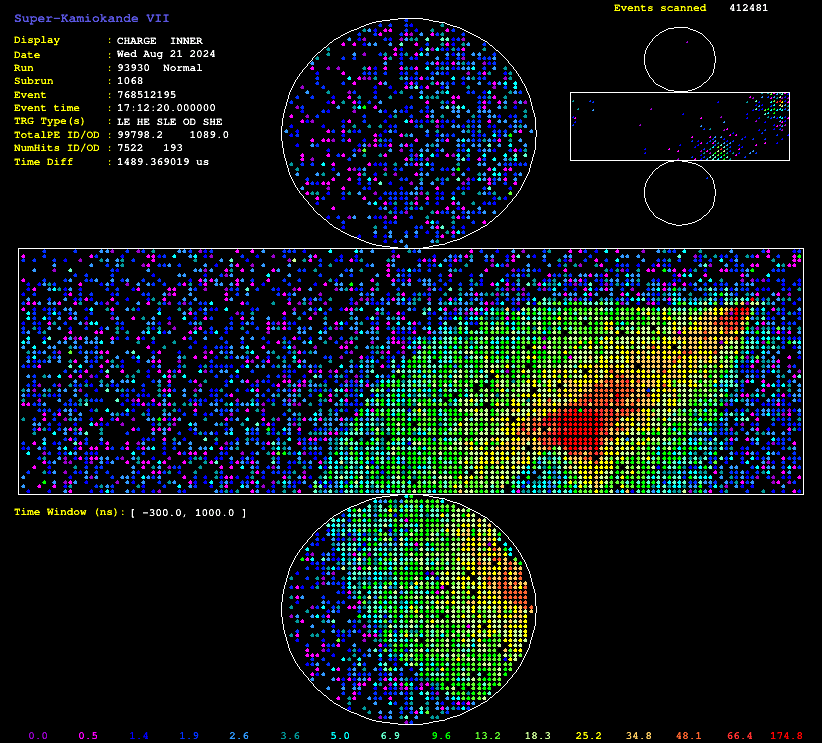 Super-Kamiokande VII
Events scanned 412481
Display : CHARGE INNER
Date : Wed Aug 21 2024
Run : 93930 Normal
Subrun : 1068
Event : 768512195
Event time : 17:12:20.000000
TRG Type(s) : LE HE SLE OD SHE
TotalPE ID/OD : 99798.2 1089.0
NumHits ID/OD : 7522 193
Time Diff : 1489.369019 us
Time Window (ns): [ -300.0, 1000.0 ]
0.0 0.5 1.4 1.9 2.6 3.6 5.0 6.9 9.6 13.2 18.3 25.2 34.8 48.1 66.4 174.8